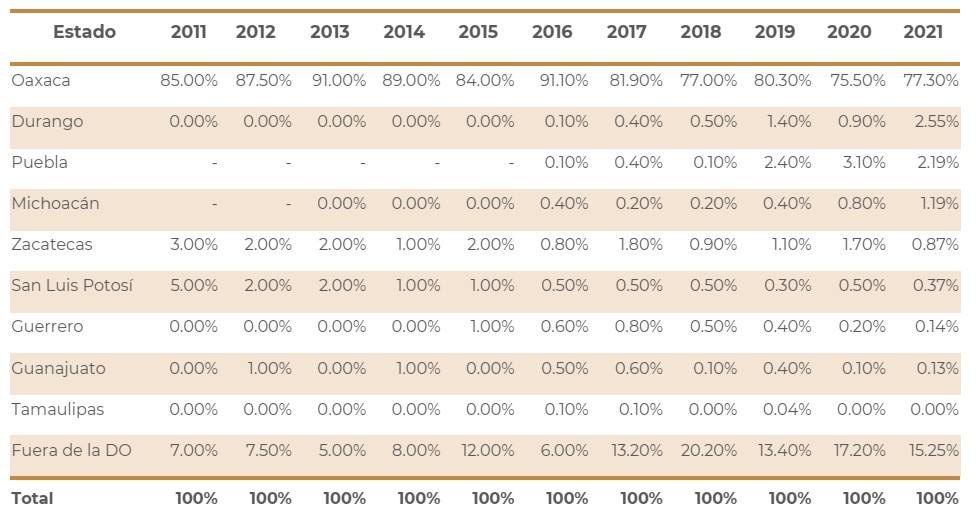 Estado 2011 2012 2013 2014 2015 2016 2017 2018 2019 2020 2021
Oaxaca 85.00% 87.50% 91.00% 89.00% 84.00% 91.10% 81.90% 77.00% 80.30% 75.50% 77.30%
Durango 0.00% 0.00% 0.00% 0.00% 0.00% 0.10% 0.40% 0.50% 1.40% 0.90% 2.55%
Puebla - - - - - 0.10% 0.40% 0.10% 2.40% 3.10% 2.19%
Michoacán - - 0.00% 0.00% 0.00% 0.40% 0.20% 0.20% 0.40% 0.80% 1.19%
Zacatecas 3.00% 2.00% 2.00% 1.00% 2.00% 0.80% 1.80% 0.90% 1.10% 1.70% 0.87%
San Luis Potosí 5.00% 2.00% 2.00% 1.00% 1.00% 0.50% 0.50% 0.50% 0.30% 0.50% 0.37%
Guerrero 0.00% 0.00% 0.00% 0.00% 1.00% 0.60% 0.80% 0.50% 0.40% 0.20% 0.14%
Guanajuato 0.00% 1.00% 0.00% 1.00% 0.00% 0.50% 0.60% 0.10% 0.40% 0.10% 0.13%
Tamaulipas 0.00% 0.00% 0.00% 0.00% 0.00% 0.10% 0.10% 0.00% 0.04% 0.00% 0.00%
Fuera de la DO 7.00% 7.50% 5.00% 8.00% 12.00% 6.00% 13.20% 20.20% 13.40% 17.20% 15.25%
Total 100% 100% 100% 100% 100% 100% 100% 100% 100% 100% 100%